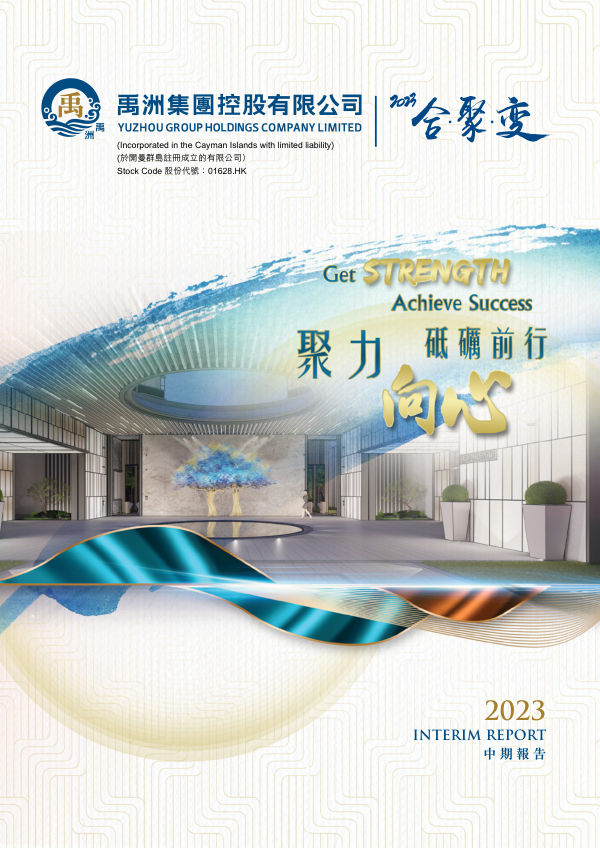 禹
禹洲
禹洲集團控股有限公司
YUZHOU GROUP HOLDINGS COMPANY LIMITED
(Incorporated in the Cayman Islands with limited liability)
(於開曼群島註冊成立的有限公司)
Stock Code 股份代號：01628.HK
2023 合·聚·变
Get STRENGTH
Achieve Success
聚力 砥礪前行
向心
2023
INTERIM REPORT
中期報告